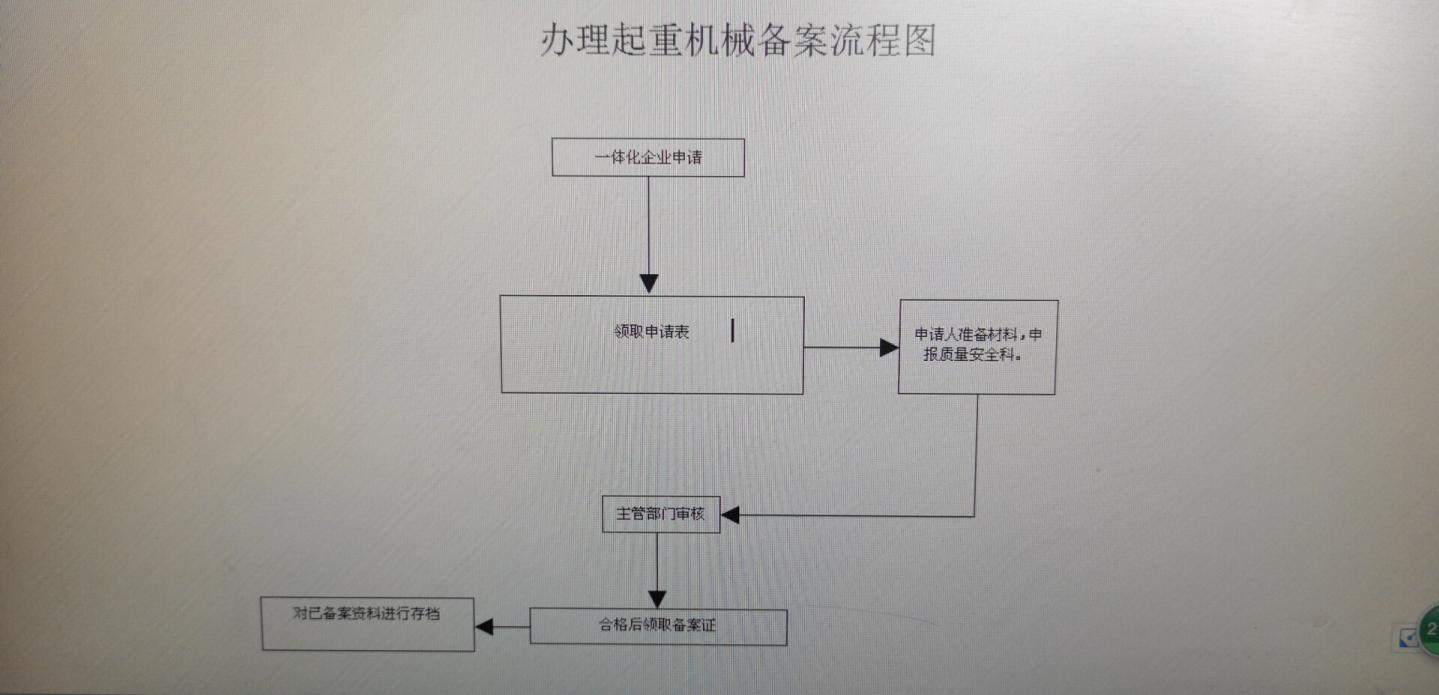 办理起重机械备案流程图
一体化企业申请
领取申请表
申请人准备材料,申
报质量安全科。
主管部门审核
合格后领取备案证
对已备案资料进行存档
2